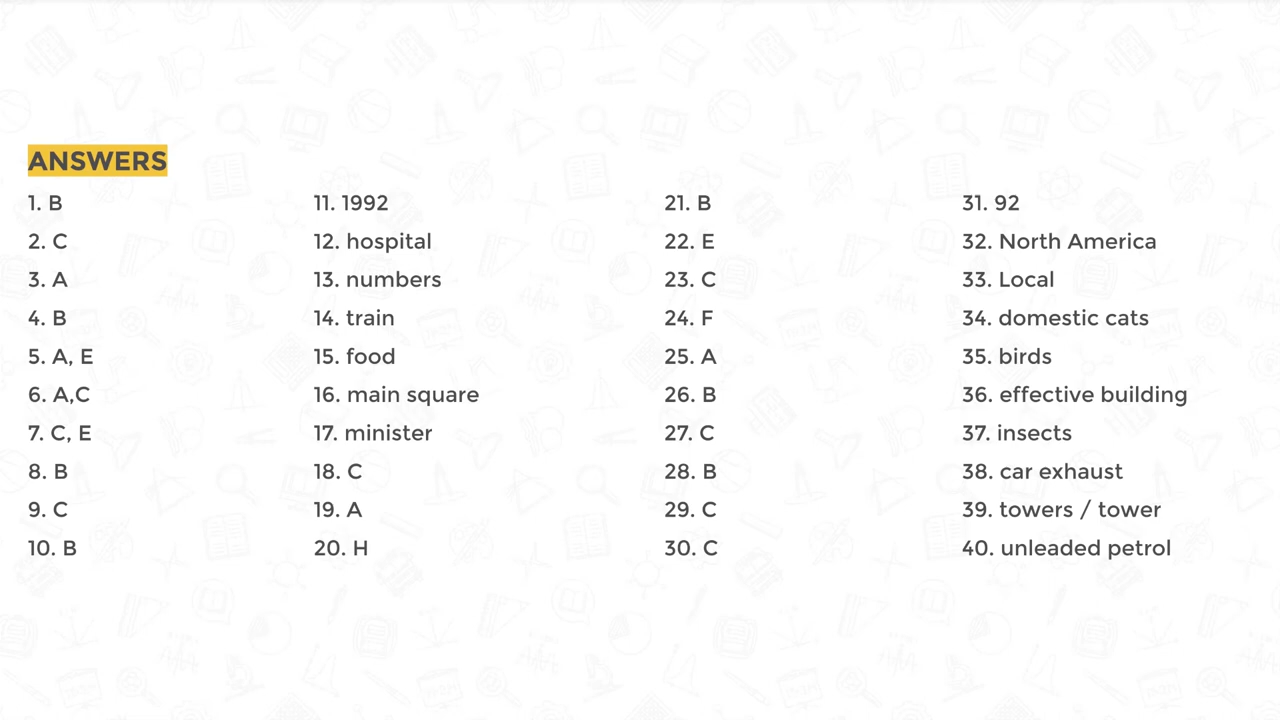 ANSWERS
1. B
2. C
3. A
4. B
5. A, E
6. A,C
7. C, E
8. B
9. C
10. B
11. 1992
12. hospital
13. numbers
14. train
15. food
16. main square
17. minister
18. C
19. A
20. H
21. B
22. E
23. C
24. F
25. A
26. B
27. C
28. B
29. C
30. C
31. 92
32. North America
33. Local
34. domestic cats
35. birds
36. effective building
37. insects
38. car exhaust
39. towers / tower
40. unleaded petrol